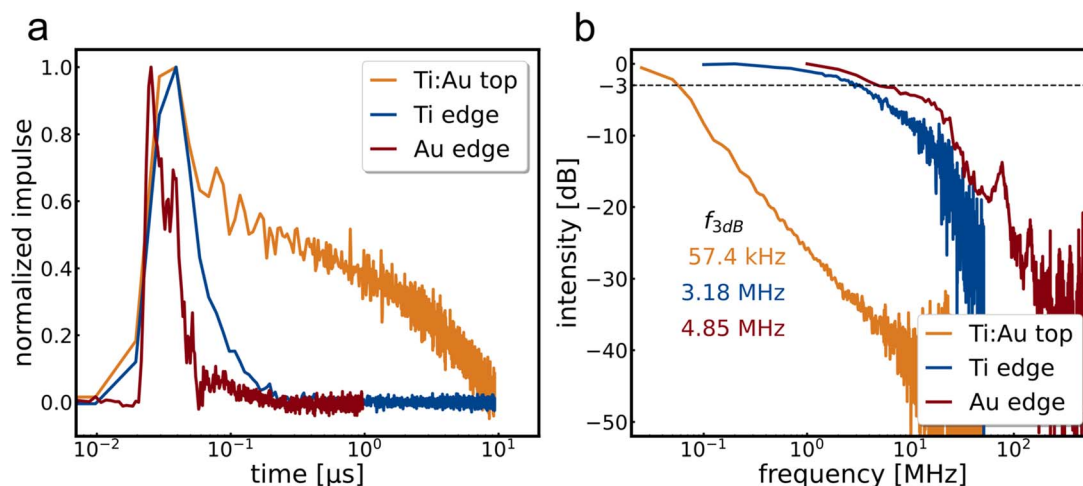 a
normalized impulse
1.0
0.8
0.6
0.4
0.2
0.0
Ti:Au top
Ti edge
Au edge
10⁻²
10⁻¹
10⁰
10¹
time [µs]
b
intensity [dB]
0
−3
−10
−20
−30
−40
−50
f3dB
57.4 kHz
3.18 MHz
4.85 MHz
Ti:Au top
Ti edge
Au edge
10⁻¹
10⁰
10¹
10²
frequency [MHz]